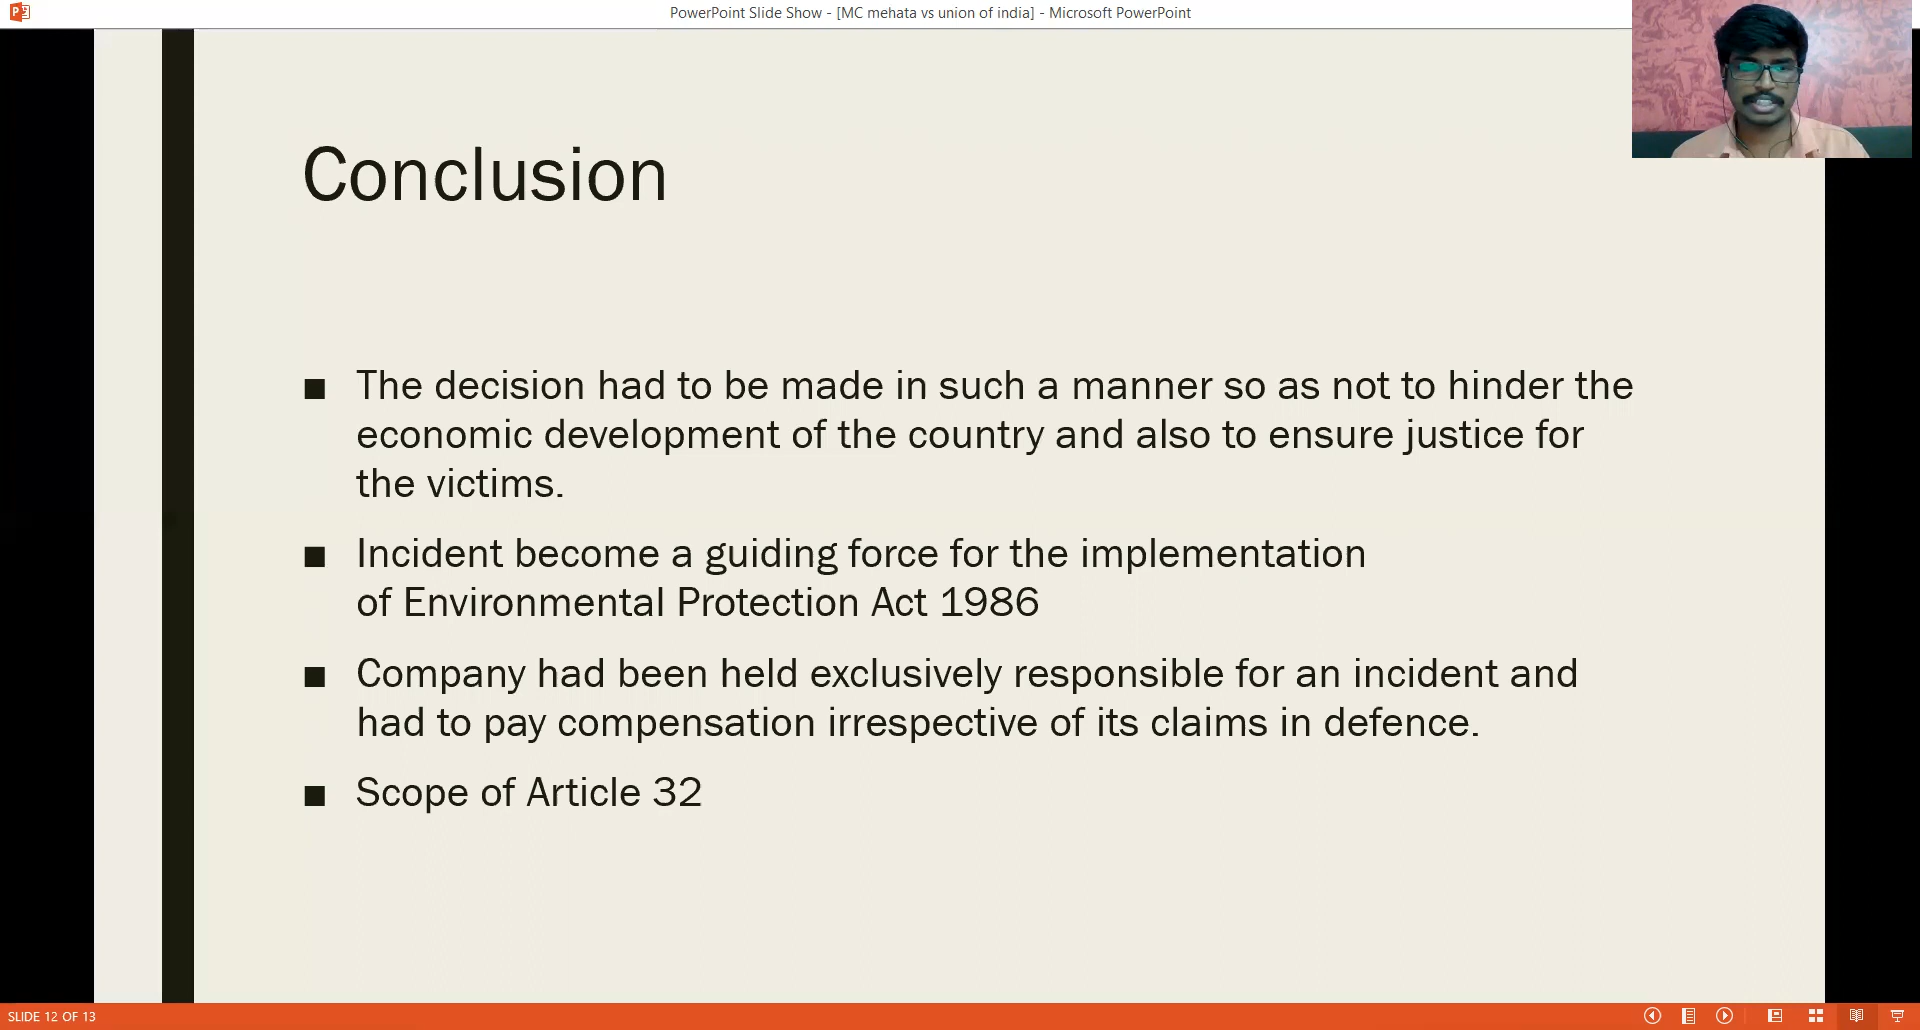 PowerPoint Slide Show - [MC mehata vs union of india] - Microsoft PowerPoint
Conclusion
■ The decision had to be made in such a manner so as not to hinder the
economic development of the country and also to ensure justice for
the victims.
■ Incident become a guiding force for the implementation
of Environmental Protection Act 1986
■ Company had been held exclusively responsible for an incident and
had to pay compensation irrespective of its claims in defence.
■ Scope of Article 32
SLIDE 12 OF 13